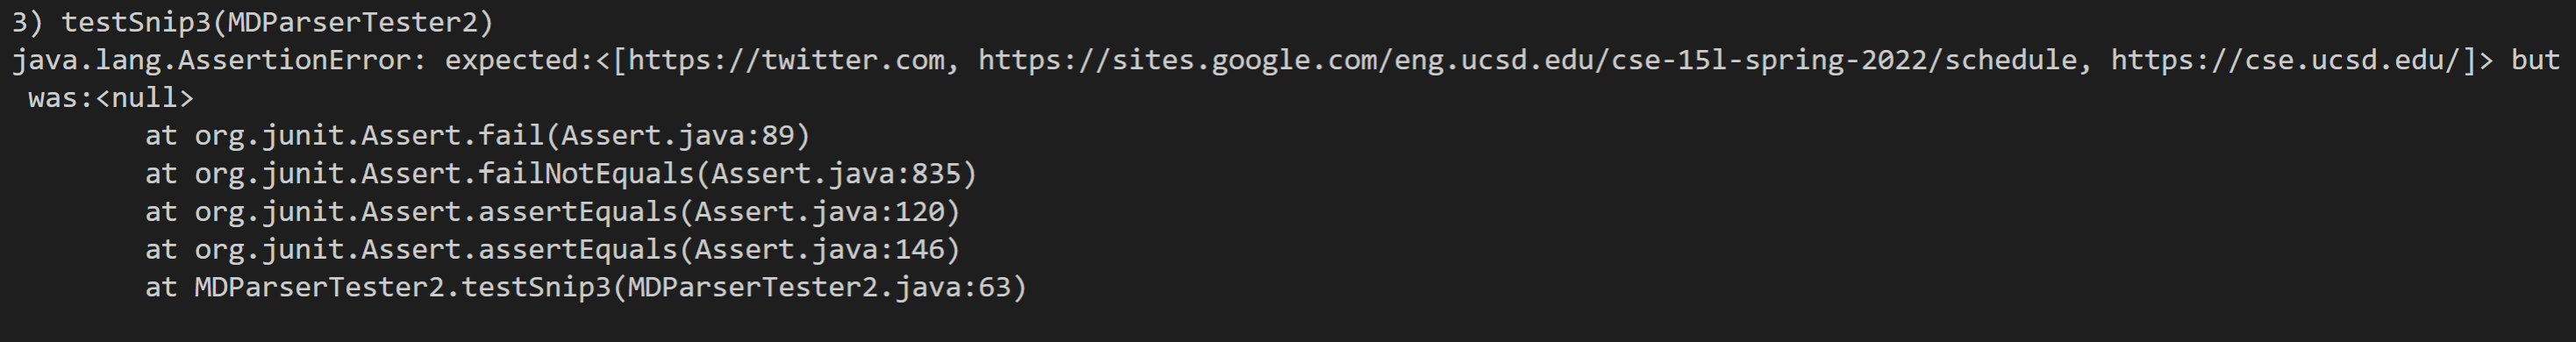 3) testSnip3(MDParserTester2)
java.lang.AssertionError: expected:<[https://twitter.com, https://sites.google.com/eng.ucsd.edu/cse-15l-spring-2022/schedule, https://cse.ucsd.edu/]> but
 was:<null>
        at org.junit.Assert.fail(Assert.java:89)
        at org.junit.Assert.failNotEquals(Assert.java:835)
        at org.junit.Assert.assertEquals(Assert.java:120)
        at org.junit.Assert.assertEquals(Assert.java:146)
        at MDParserTester2.testSnip3(MDParserTester2.java:63)